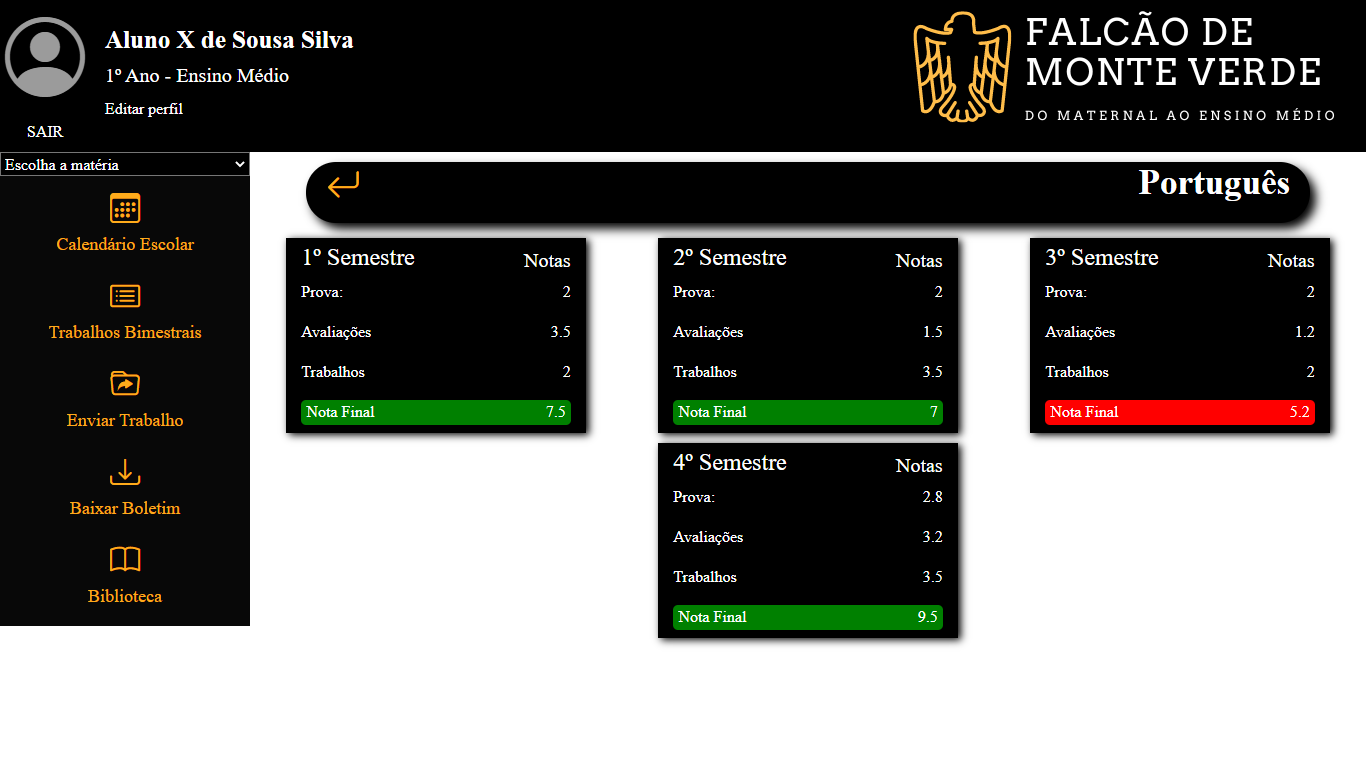 Aluno X de Sousa Silva
1º Ano - Ensino Médio
Editar perfil
SAIR
FALCÃO DE
MONTE VERDE
DO MATERNAL AO ENSINO MÉDIO
Escolha a matéria
Calendário Escolar
Trabalhos Bimestrais
Enviar Trabalho
Baixar Boletim
Biblioteca
Português
1º Semestre Notas
Prova: 2
Avaliações 3.5
Trabalhos 2
Nota Final 7.5
2º Semestre Notas
Prova: 2
Avaliações 1.5
Trabalhos 3.5
Nota Final 7
3º Semestre Notas
Prova: 2
Avaliações 1.2
Trabalhos 2
Nota Final 5.2
4º Semestre Notas
Prova: 2.8
Avaliações 3.2
Trabalhos 3.5
Nota Final 9.5